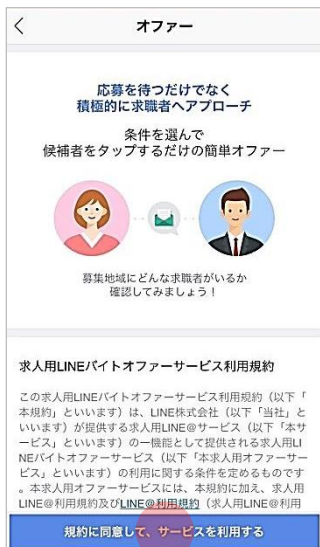 オファー
応募を待つだけでなく
積極的に求職者へアプローチ
条件を選んで
候補者をタップするだけの簡単オファー
募集地域にどんな求職者がいるか
確認してみましょう！
求人用LINEバイトオファーサービス利用規約
この求人用LINEバイトオファーサービス利用規約（以下「
本規約」といいます）は、LINE株式会社（以下「当社」と
いいます）が提供する求人用LINE@サービス（以下「本サ
ービス」といいます）の一機能として提供される求人用LI
NEバイトオファーサービス（以下「本求人用オファーサー
ビス」といいます）の利用に関する条件を定めるものです
。本求人用オファーサービスには、本規約に加え、求人用
LINE@利用規約及びLINE@利用規約（求人用LINE@利用
規約に同意して、サービスを利用する